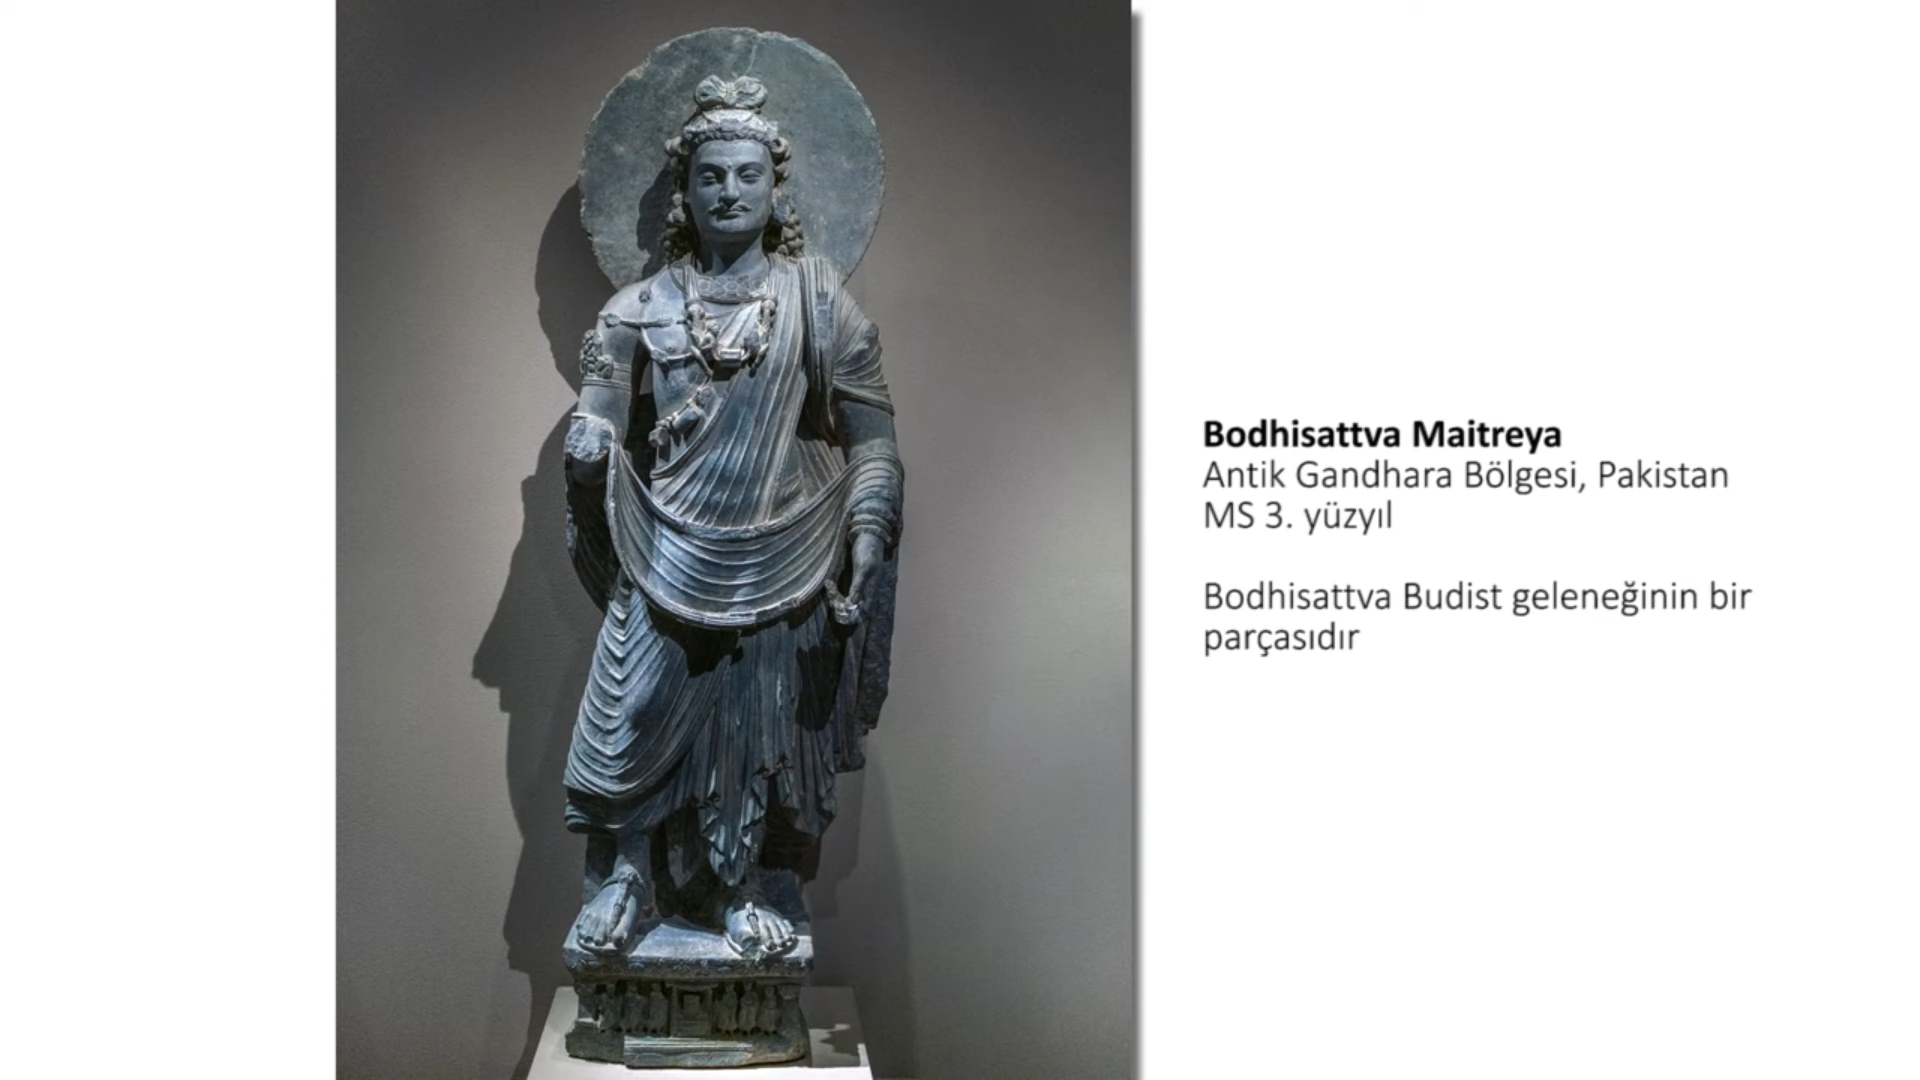 Bodhisattva Maitreya
Antik Gandhara Bölgesi, Pakistan
MS 3. yüzyıl
Bodhisattva Budist geleneğinin bir
parçasıdır